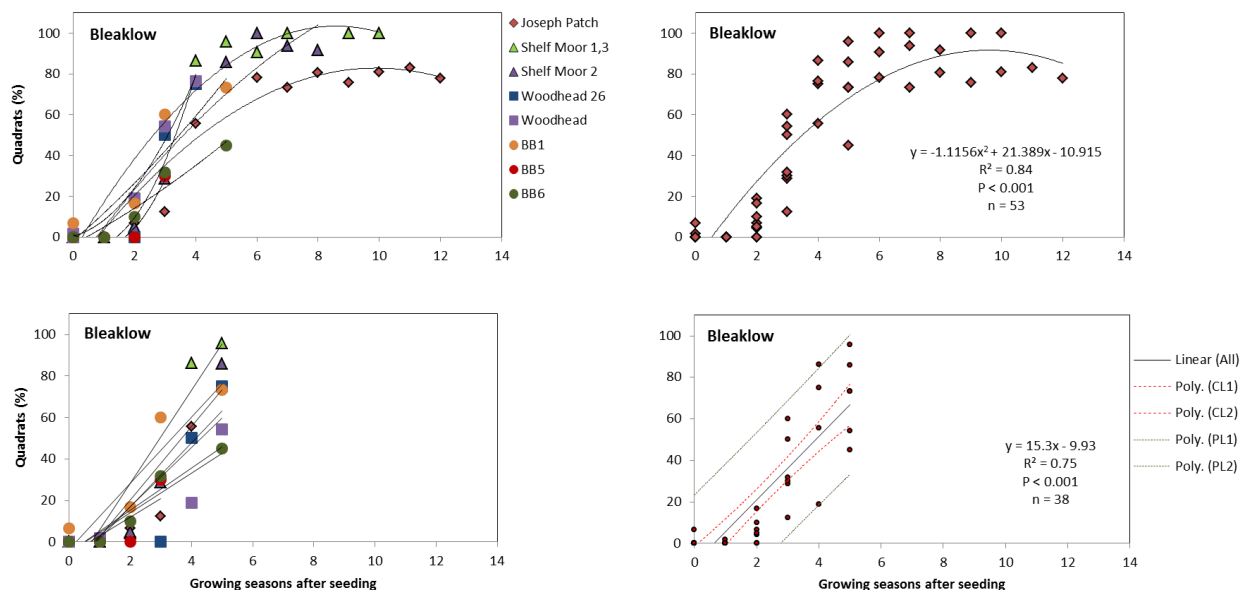 Bleaklow
Quadrats (%)
100
80
60
40
20
0
0 2 4 6 8 10 12 14
Joseph Patch
Shelf Moor 1,3
Shelf Moor 2
Woodhead 26
Woodhead
BB1
BB5
BB6
Bleaklow
100
80
60
40
20
0
0 2 4 6 8 10 12 14
y = -1.1156x² + 21.389x - 10.915
R² = 0.84
P < 0.001
n = 53
Bleaklow
Quadrats (%)
100
80
60
40
20
0
0 2 4 6 8 10 12 14
Growing seasons after seeding
Bleaklow
100
80
60
40
20
0
0 2 4 6 8 10 12 14
y = 15.3x - 9.93
R² = 0.75
P < 0.001
n = 38
Growing seasons after seeding
Linear (All)
Poly. (CL1)
Poly. (CL2)
Poly. (PL1)
Poly. (PL2)